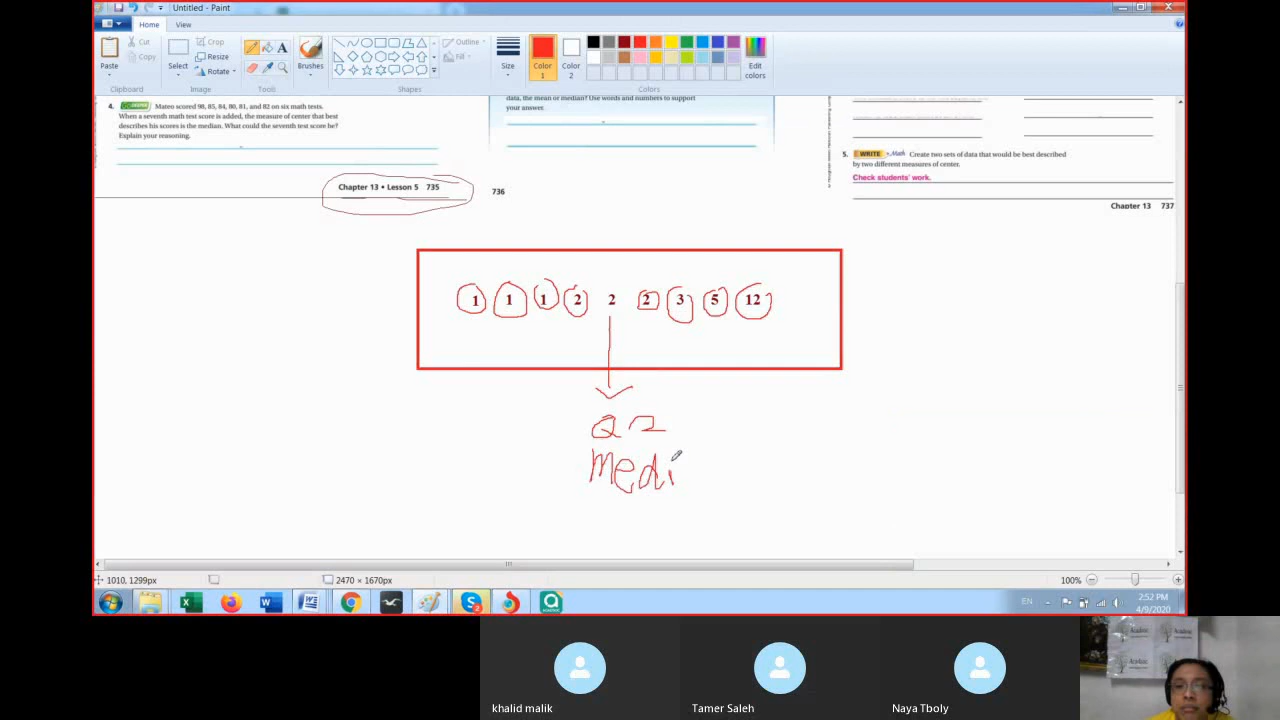 Untitled - Paint
Home View
Paste
Cut
Copy
Clipboard
Select
Crop
Resize
Rotate
Image
Tools
Brushes
Shapes
Outline
Fill
Size
Color 1
Color 2
Edit colors
Colors
4. Mateo scored 98, 85, 84, 80, 81, and 82 on six math tests.
When a seventh math test score is added, the measure of center that best
describes his scores is the median. What could the seventh test score be?
Explain your reasoning.
Chapter 13 • Lesson 5 735
data, the mean or median? Use words and numbers to support
your answer.
736
5. WRITE Math Create two sets of data that would be best described
by two different measures of center.
Check students' work.
Chapter 13 737
1 1 1 2 2 2 3 5 12
Q2
Medi
1010, 1299px
2470 × 1670px
100%
EN
2:52 PM
4/9/2020
khalid malik
Tamer Saleh
Naya Tboly